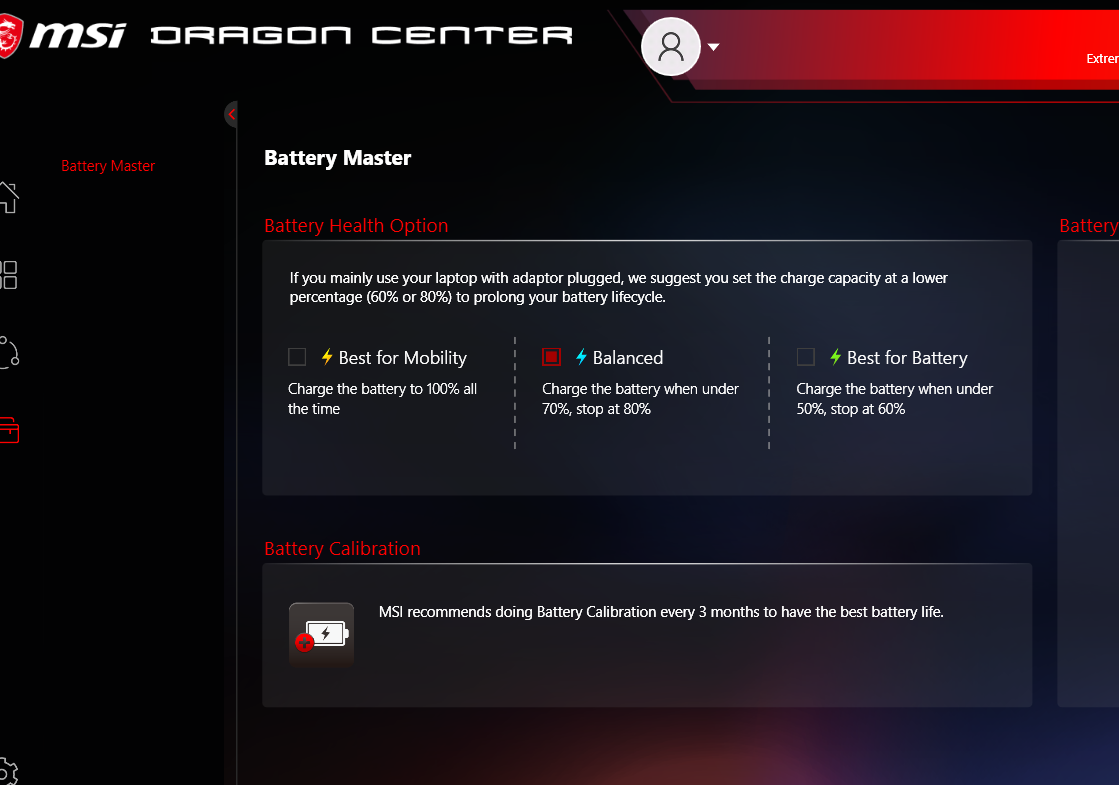 msi DRAGON CENTER
Battery Master
Battery Master
Battery Health Option
If you mainly use your laptop with adaptor plugged, we suggest you set the charge capacity at a lower
percentage (60% or 80%) to prolong your battery lifecycle.
Best for Mobility
Charge the battery to 100% all
the time
Balanced
Charge the battery when under
70%, stop at 80%
Best for Battery
Charge the battery when under
50%, stop at 60%
Battery Calibration
MSI recommends doing Battery Calibration every 3 months to have the best battery life.
Battery